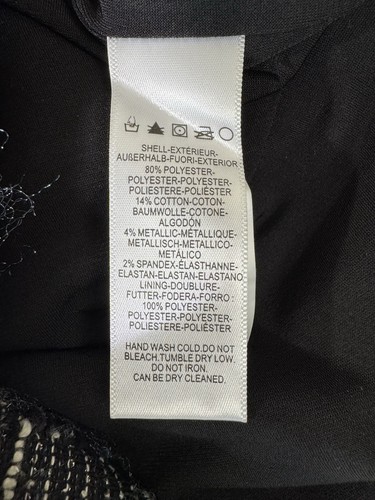 SHELL-EXTÉRIEUR-
AUßERHALB-FUORI-EXTERIOR
80% POLYESTER-
POLYESTER-POLYESTER-
POLIESTERE-POLIÉSTER
14% COTTON-COTON-
BAUMWOLLE-COTONE-
ALGODÓN
4% METALLIC-MÉTALLIQUE-
METALLISCH-METALLICO-
METÁLICO
2% SPANDEX-ÉLASTHANNE-
ELASTAN-ELASTAN-ELASTANO
LINING-DOUBLURE-
FUTTER-FODERA-FORRO :
100% POLYESTER-
POLYESTER-POLYESTER-
POLIESTERE-POLIÉSTER
HAND WASH COLD.DO NOT
BLEACH.TUMBLE DRY LOW.
DO NOT IRON.
CAN BE DRY CLEANED.